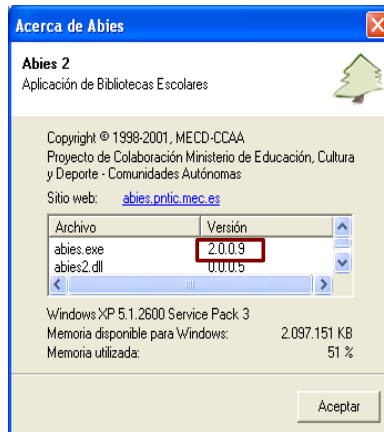 Acerca de Abies
Abies 2
Aplicación de Bibliotecas Escolares
Copyright © 1998-2001, MECD-CCAA
Proyecto de Colaboración Ministerio de Educación, Cultura
y Deporte - Comunidades Autónomas
Sitio web: abies.pntic.mec.es
Archivo Versión
abies.exe 2.0.0.9
abies2.dll 0.0.0.5
Windows XP 5.1.2600 Service Pack 3
Memoria disponible para Windows: 2.097.151 KB
Memoria utilizada: 51 %
Aceptar